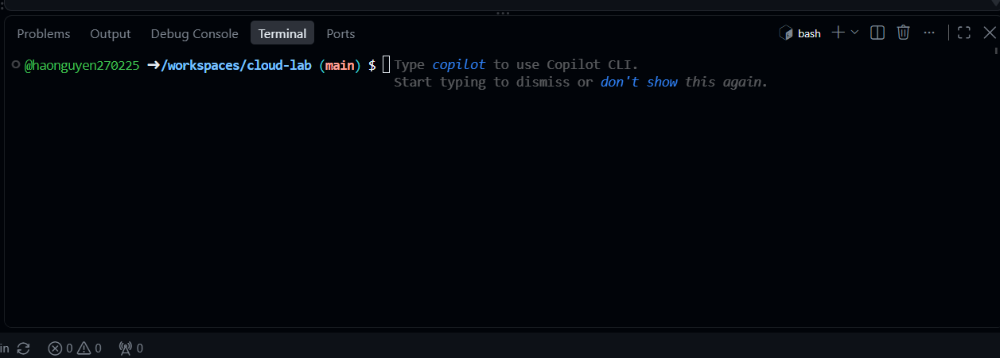 Problems Output Debug Console Terminal Ports bash
@haonguyen270225 ➜/workspaces/cloud-lab (main) $ Type copilot to use Copilot CLI.
Start typing to dismiss or don't show this again.
in 0 0 0